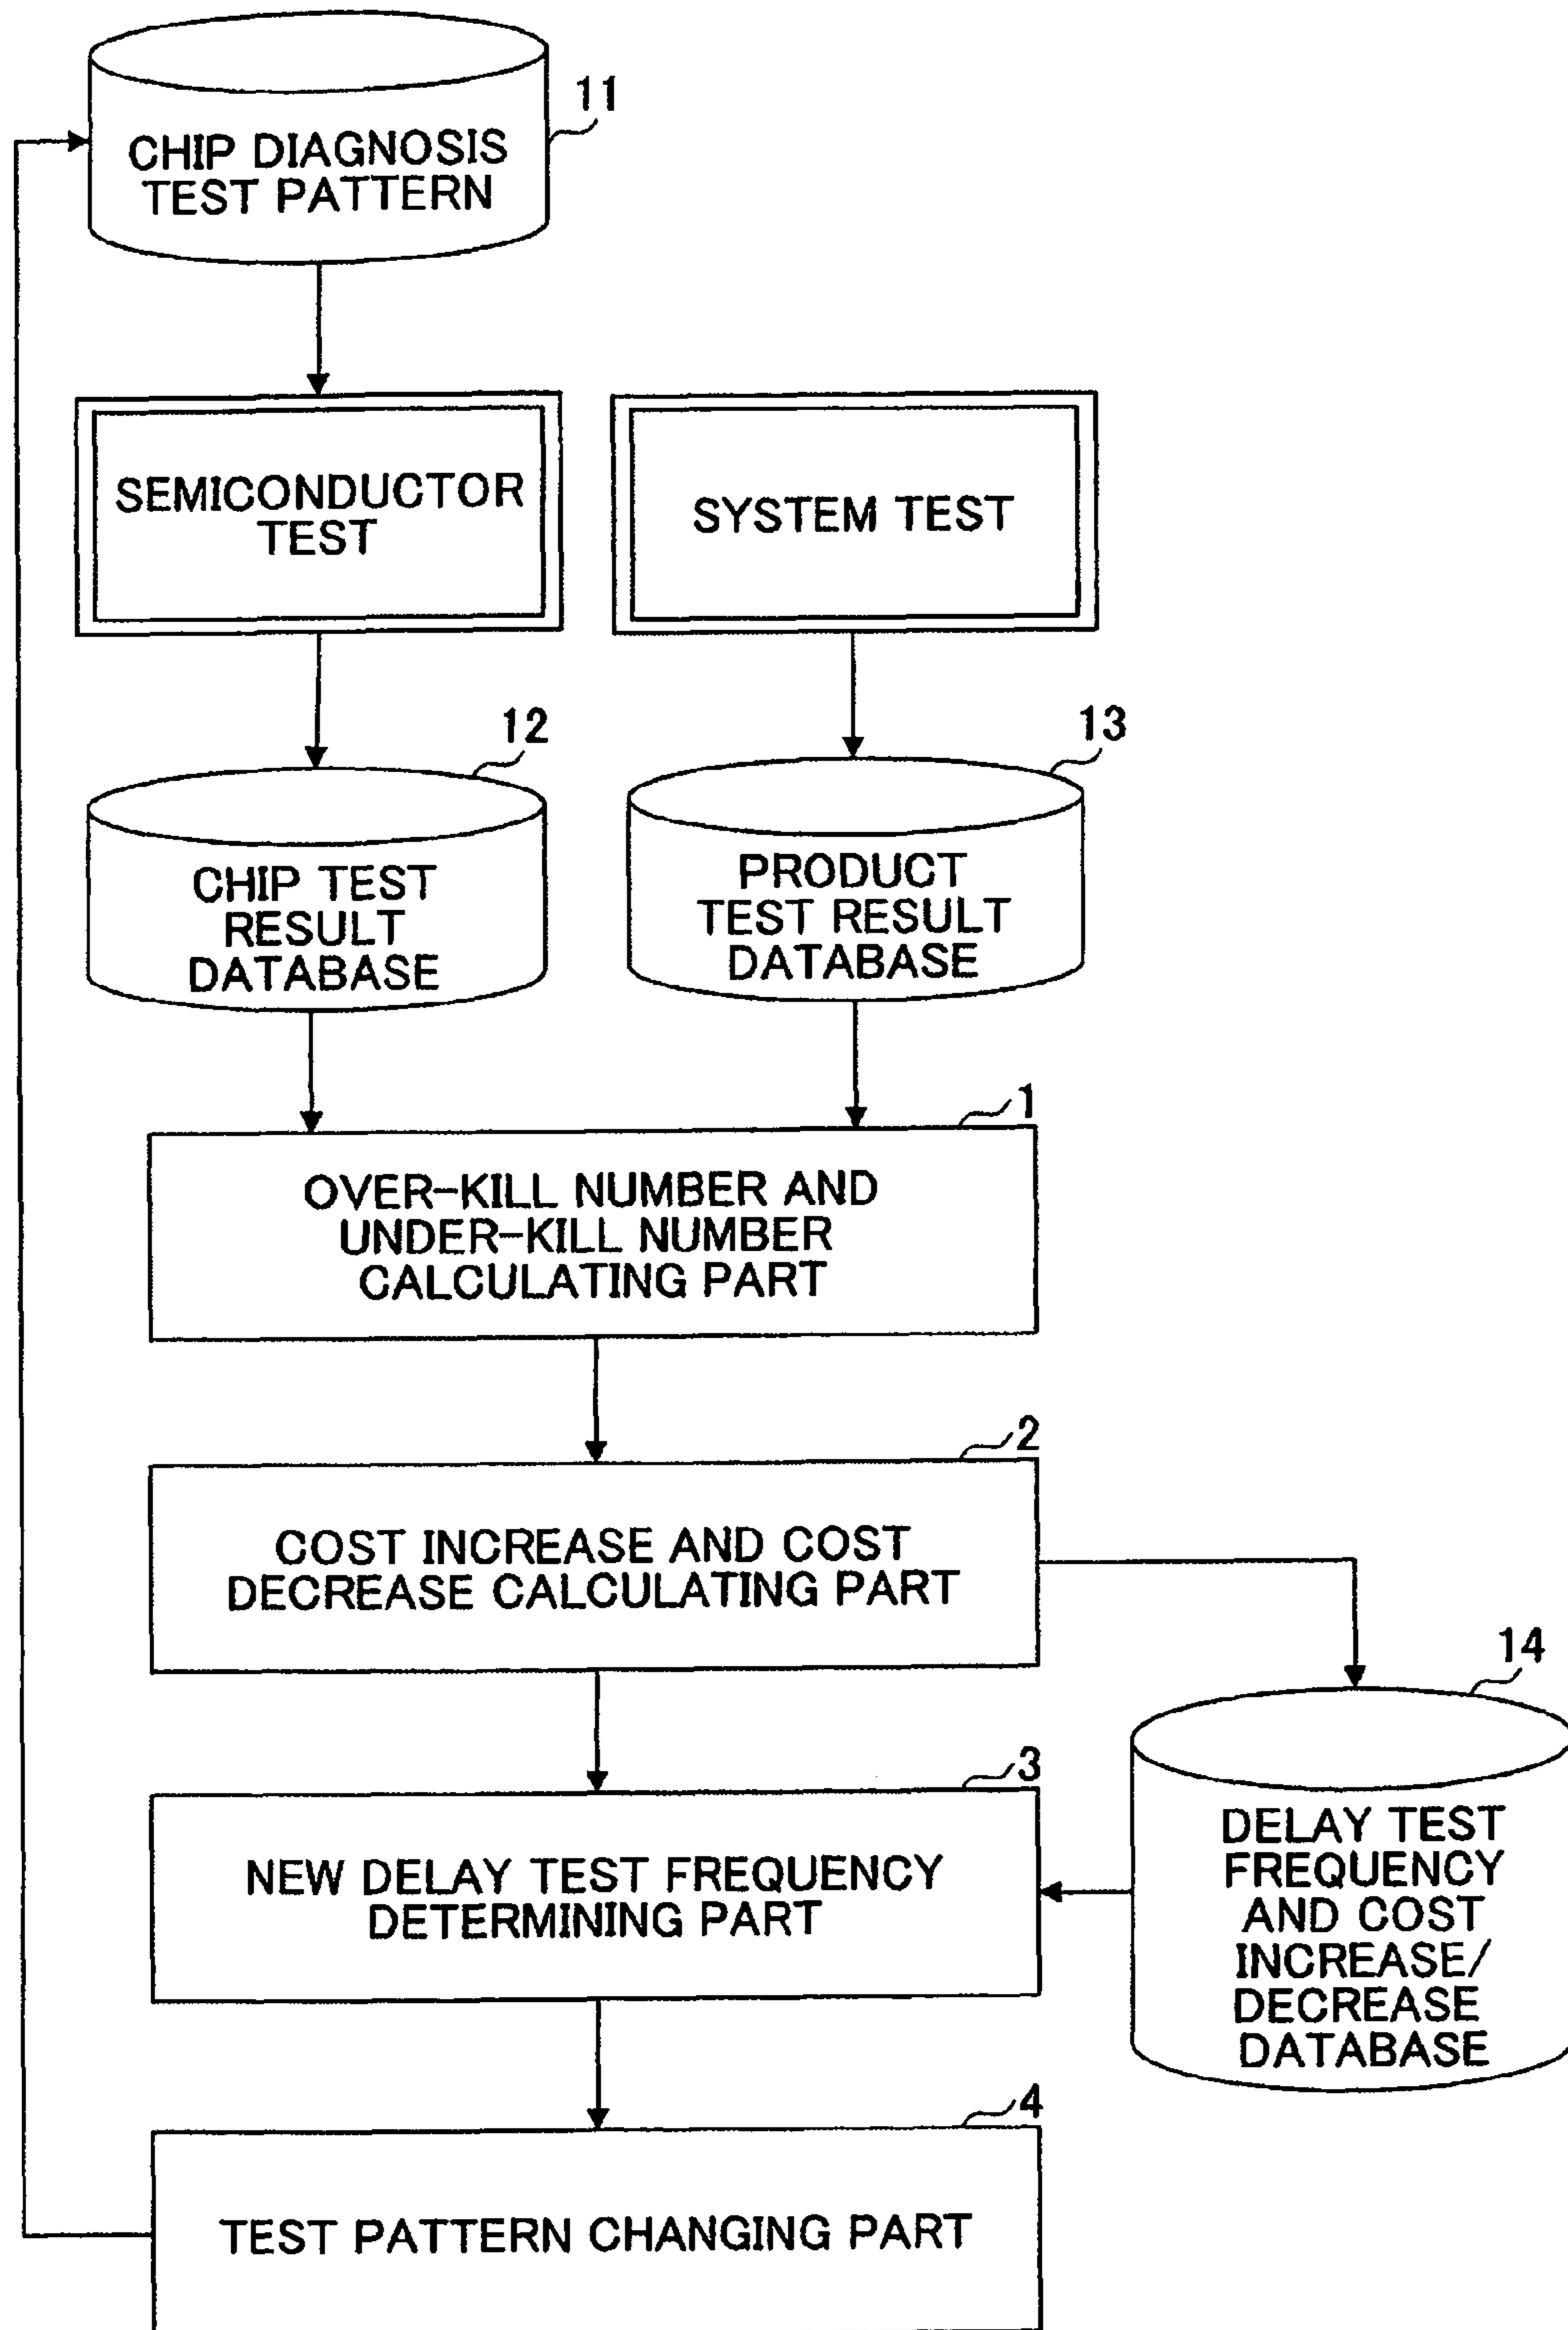 11
CHIP DIAGNOSIS
TEST PATTERN
SEMICONDUCTOR
TEST
SYSTEM TEST
12
13
CHIP TEST
RESULT
DATABASE
PRODUCT
TEST RESULT
DATABASE
1
OVER-KILL NUMBER AND
UNDER-KILL NUMBER
CALCULATING PART
2
COST INCREASE AND COST
DECREASE CALCULATING PART
14
3
NEW DELAY TEST FREQUENCY
DETERMINING PART
DELAY TEST
FREQUENCY
AND COST
INCREASE/
DECREASE
DATABASE
4
TEST PATTERN CHANGING PART